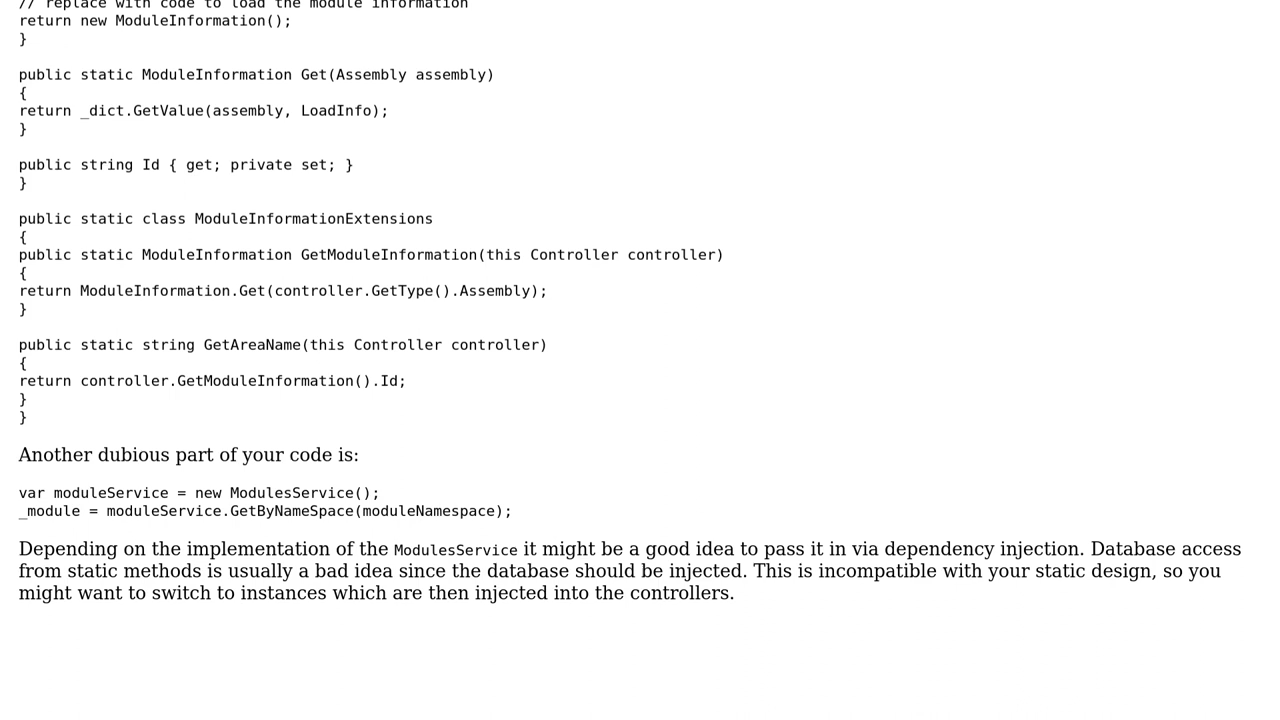 // replace with code to load the module information
return new ModuleInformation();
}
public static ModuleInformation Get(Assembly assembly)
{
return _dict.GetValue(assembly, LoadInfo);
}
public string Id { get; private set; }
}
public static class ModuleInformationExtensions
{
public static ModuleInformation GetModuleInformation(this Controller controller)
{
return ModuleInformation.Get(controller.GetType().Assembly);
}
public static string GetAreaName(this Controller controller)
{
return controller.GetModuleInformation().Id;
}
}
Another dubious part of your code is:
var moduleService = new ModulesService();
_module = moduleService.GetByNameSpace(moduleNamespace);
Depending on the implementation of the ModulesService it might be a good idea to pass it in via dependency injection. Database access
from static methods is usually a bad idea since the database should be injected. This is incompatible with your static design, so you
might want to switch to instances which are then injected into the controllers.